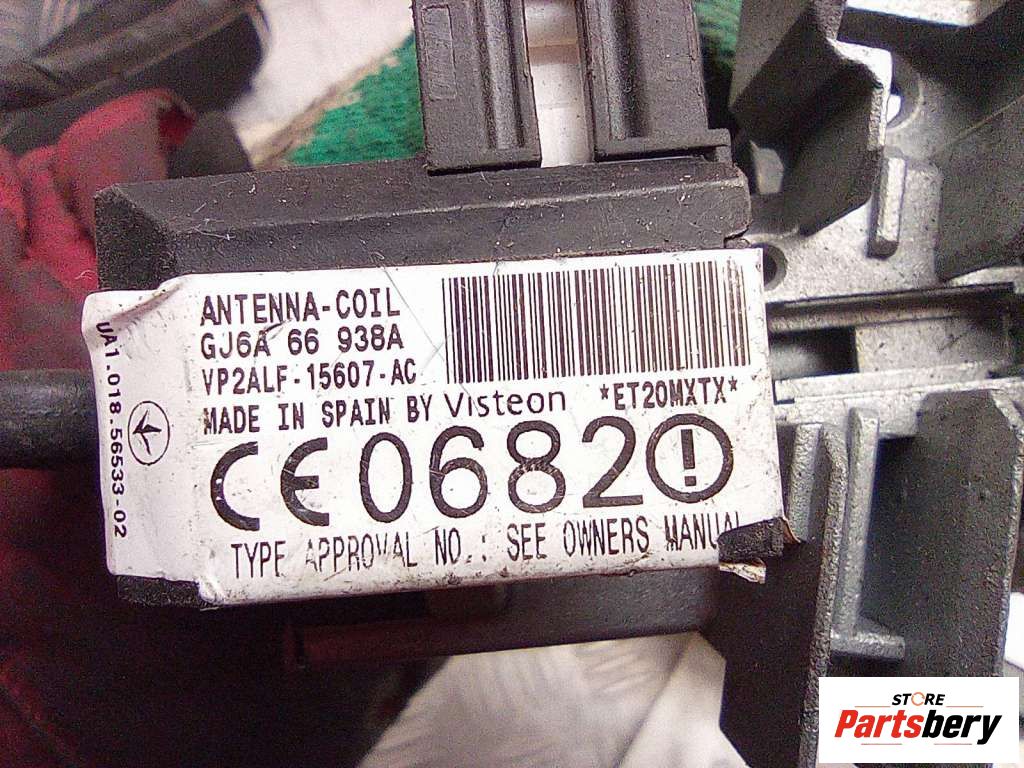 ANTENNA-COIL
GJ6A 66 938A
VP2ALF-15607-AC
MADE IN SPAIN BY Visteon *ET20MXTX*
CE0682
TYPE APPROVAL NO.: SEE OWNERS MANUAL
UA1.018.56533-02
STORE
Partsbery